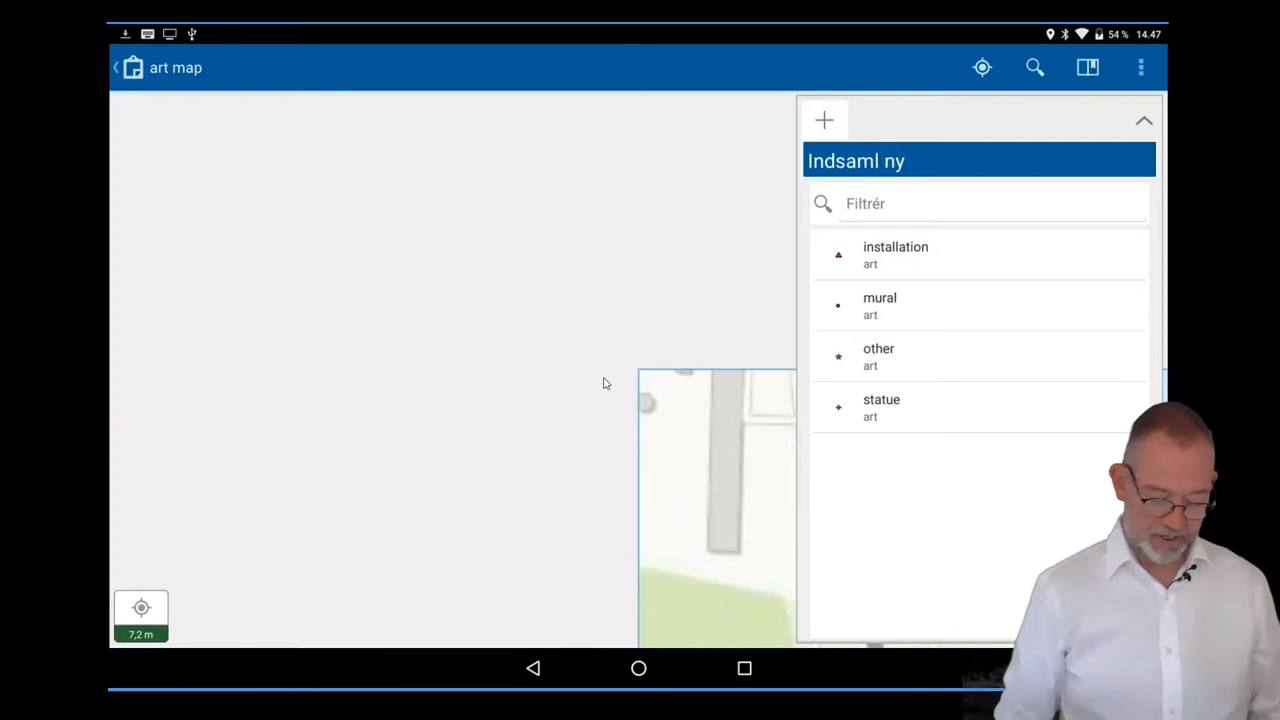 54 % 14.47
art map
Indsaml ny
Filtrér
installation
art
mural
art
other
art
statue
art
7,2 m